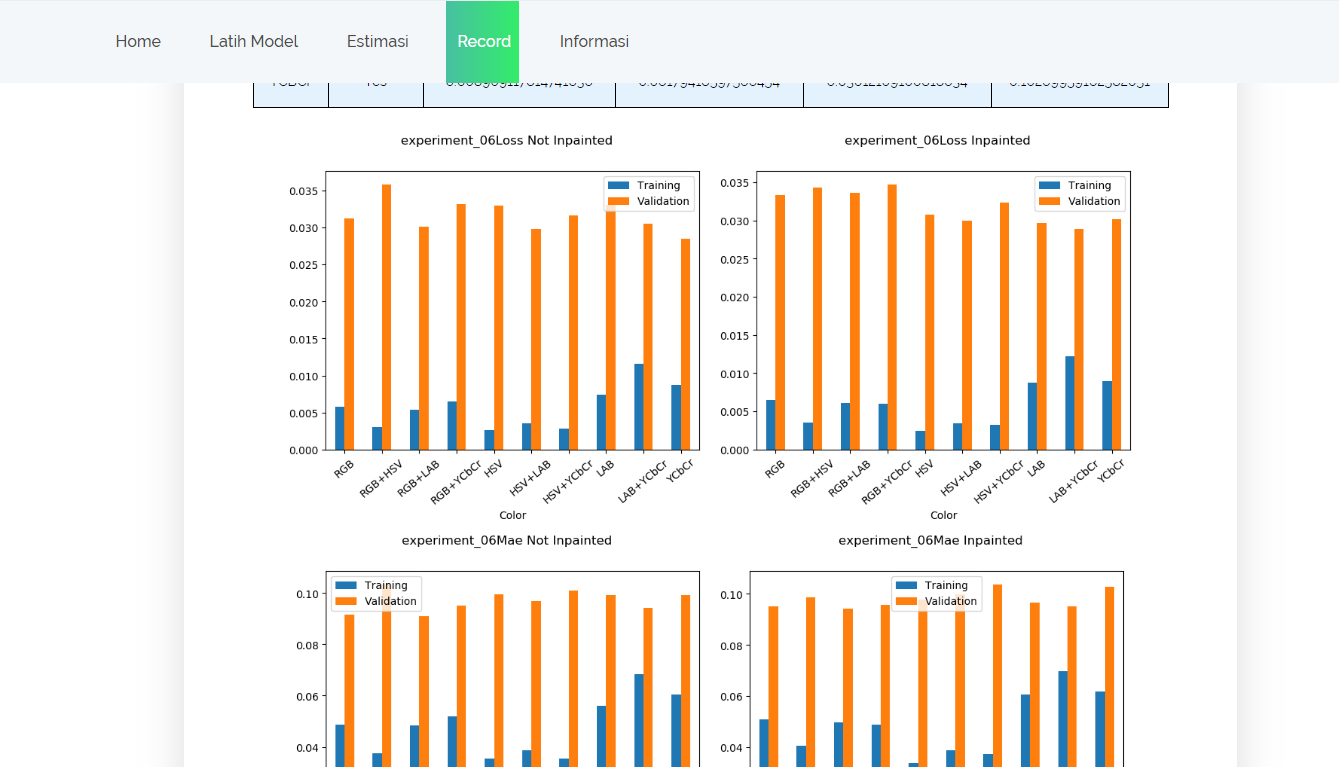 Home Latih Model Estimasi Record Informasi
experiment_06Loss Not Inpainted
experiment_06Loss Inpainted
Training
Validation
0.035
0.030
0.025
0.020
0.015
0.010
0.005
0.000
RGB RGB+HSV RGB+LAB RGB+YCbCr HSV HSV+LAB HSV+YCbCr LAB LAB+YCbCr YCbCr
Color
Training
Validation
0.035
0.030
0.025
0.020
0.015
0.010
0.005
0.000
RGB RGB+HSV RGB+LAB RGB+YCbCr HSV HSV+LAB HSV+YCbCr LAB LAB+YCbCr YCbCr
Color
experiment_06Mae Not Inpainted
experiment_06Mae Inpainted
Training
Validation
0.10
0.08
0.06
0.04
Training
Validation
0.10
0.08
0.06
0.04